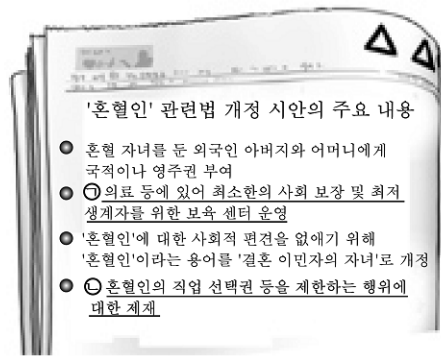 '혼혈인' 관련법 개정 시안의 주요 내용
혼혈 자녀를 둔 외국인 아버지와 어머니에게
국적이나 영주권 부여
㉠의료 등에 있어 최소한의 사회 보장 및 최저
생계자를 위한 보육 센터 운영
'혼혈인'에 대한 사회적 편견을 없애기 위해
'혼혈인'이라는 용어를 '결혼 이민자의 자녀'로 개정
㉡혼혈인의 직업 선택권 등을 제한하는 행위에
대한 제재